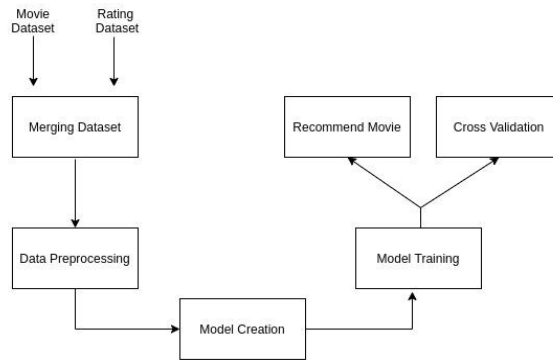 Movie
Dataset
Rating
Dataset
Merging Dataset
Recommend Movie
Cross Validation
Data Preprocessing
Model Training
Model Creation